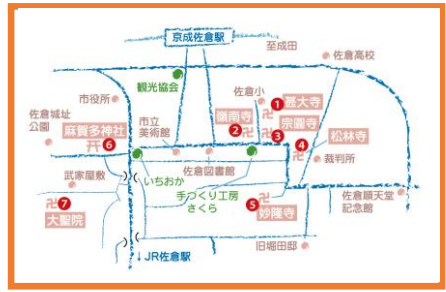 京成佐倉駅
至成田
佐倉高校
観光協会
市役所
佐倉小
1
甚大寺
嶺南寺
2
宗圓寺
3
佐倉城址
公園
麻賀多神社
6
市立
美術館
4
松林寺
佐倉図書館
裁判所
武家屋敷
いちおか
手づくり工房
さくら
7
大聖院
5
妙隆寺
佐倉順天堂
記念館
旧堀田邸
↓JR佐倉駅